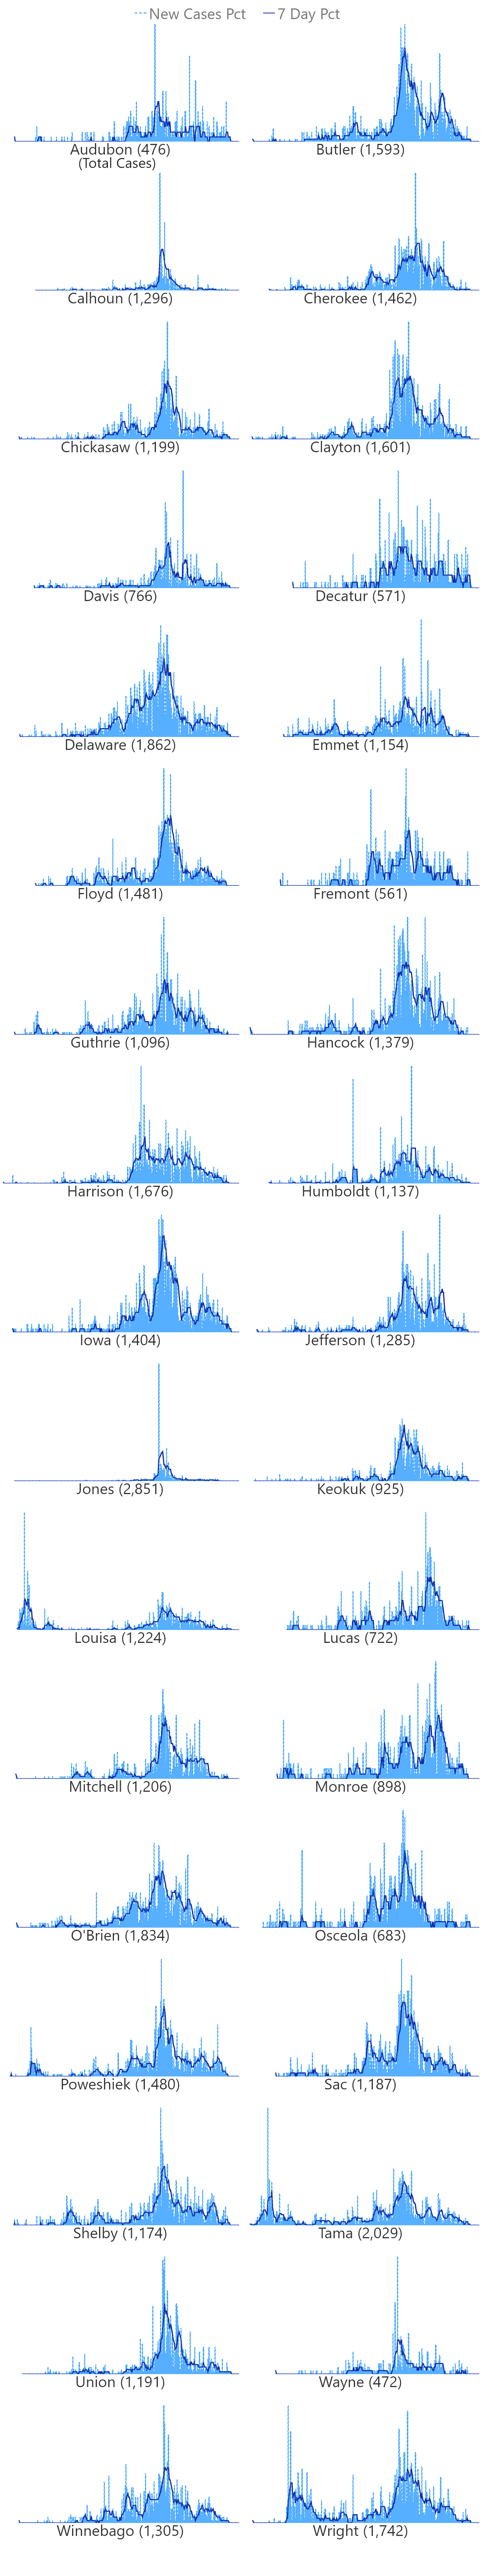 New Cases Pct 7 Day Pct
Audubon (476)
(Total Cases)
Butler (1,593)
Calhoun (1,296)
Cherokee (1,462)
Chickasaw (1,199)
Clayton (1,601)
Davis (766)
Decatur (571)
Delaware (1,862)
Emmet (1,154)
Floyd (1,481)
Fremont (561)
Guthrie (1,096)
Hancock (1,379)
Harrison (1,676)
Humboldt (1,137)
Iowa (1,404)
Jefferson (1,285)
Jones (2,851)
Keokuk (925)
Louisa (1,224)
Lucas (722)
Mitchell (1,206)
Monroe (898)
O'Brien (1,834)
Osceola (683)
Poweshiek (1,480)
Sac (1,187)
Shelby (1,174)
Tama (2,029)
Union (1,191)
Wayne (472)
Winnebago (1,305)
Wright (1,742)